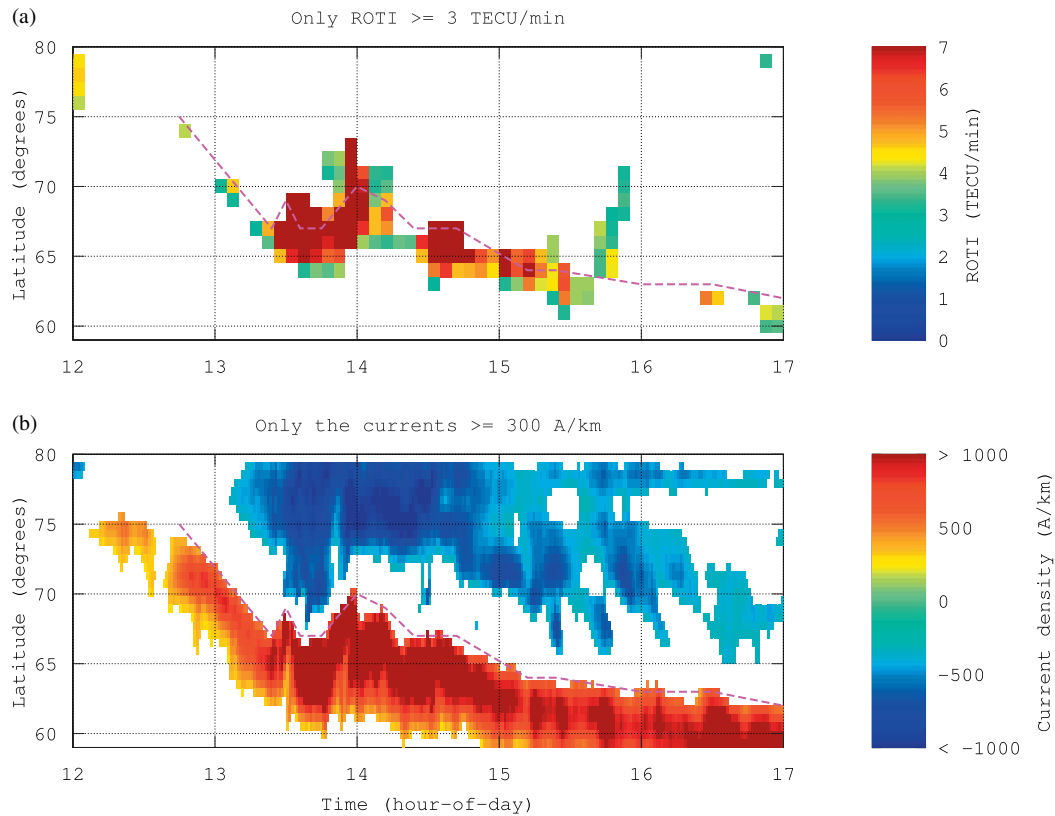 (a)
Only ROTI >= 3 TECU/min
80
75
70
65
60
Latitude (degrees)
12 13 14 15 16 17
7
6
5
4
3
2
1
0
ROTI (TECU/min)
(b)
Only the currents >= 300 A/km
80
75
70
65
60
Latitude (degrees)
12 13 14 15 16 17
Time (hour-of-day)
> 1000
500
0
-500
< -1000
Current density (A/km)